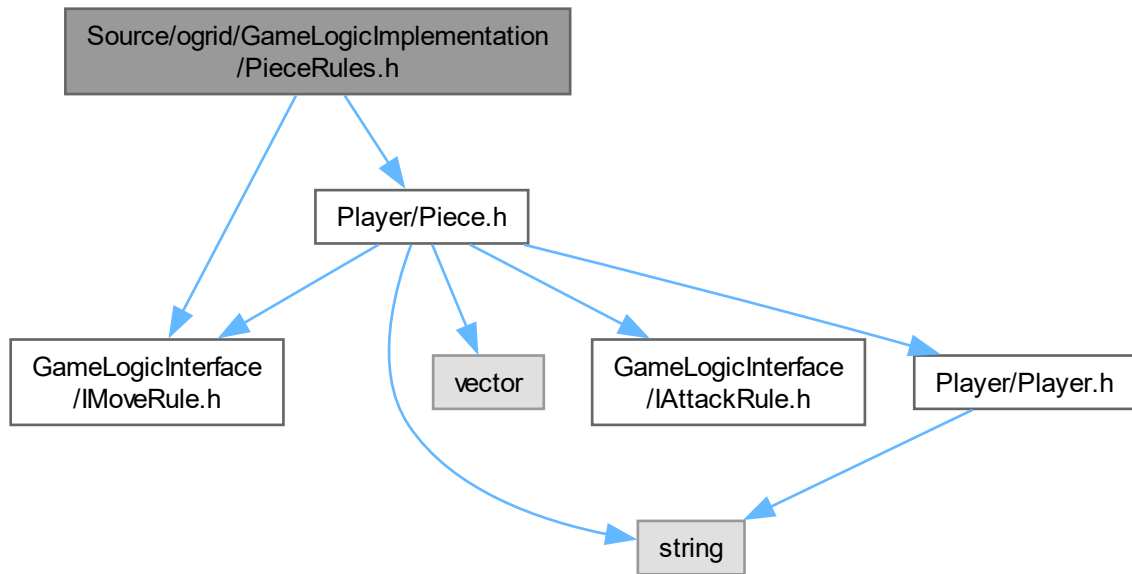 Source/ogrid/GameLogicImplementation
/PieceRules.h
Player/Piece.h
GameLogicInterface
/IMoveRule.h
vector
GameLogicInterface
/IAttackRule.h
Player/Player.h
string